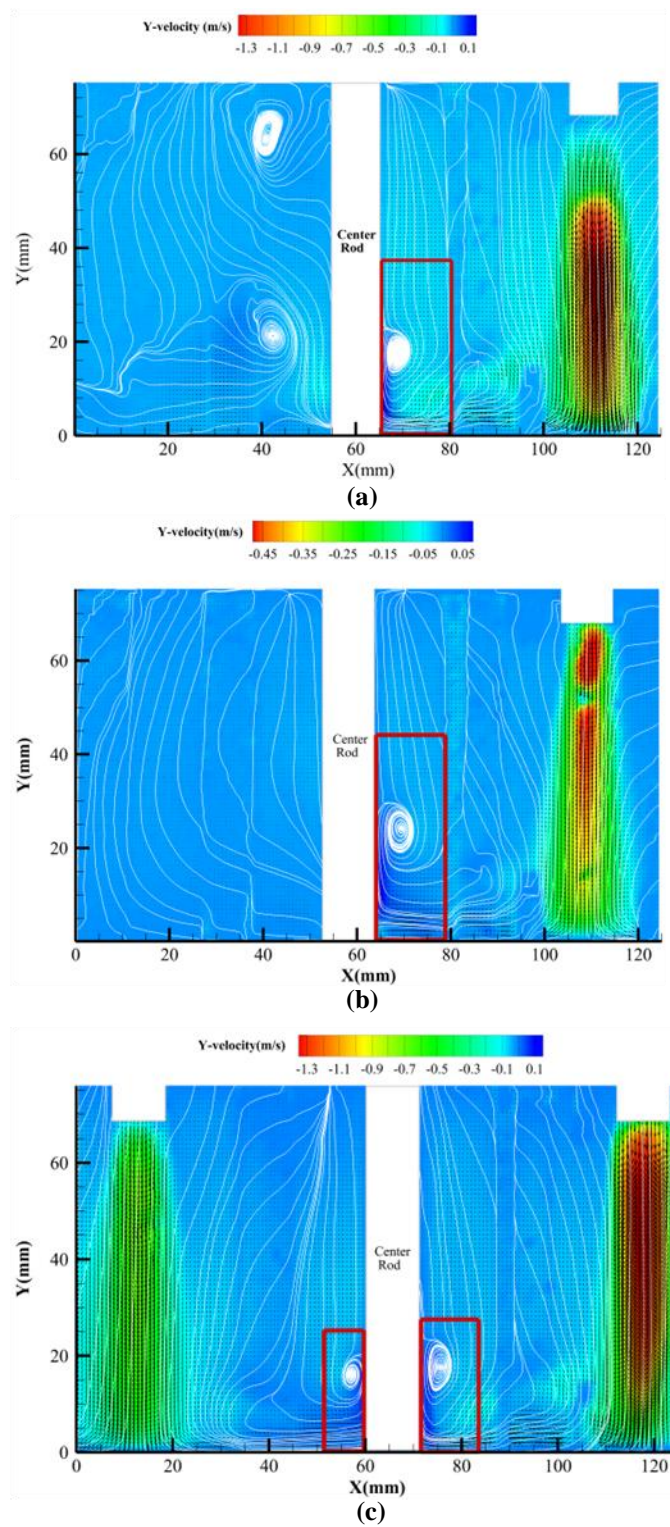 Y-velocity (m/s)
-1.3 -1.1 -0.9 -0.7 -0.5 -0.3 -0.1 0.1
Y(mm)
60
40
20
0
Center
Rod
20 40 60 80 100 120
X(mm)
(a)
Y-velocity(m/s)
-0.45 -0.35 -0.25 -0.15 -0.05 0.05
Y(mm)
60
40
20
0
Center
Rod
0 20 40 60 80 100 120
X(mm)
(b)
Y-velocity(m/s)
-1.3 -1.1 -0.9 -0.7 -0.5 -0.3 -0.1 0.1
Y(mm)
60
40
20
0
Center
Rod
0 20 40 60 80 100 120
X(mm)
(c)